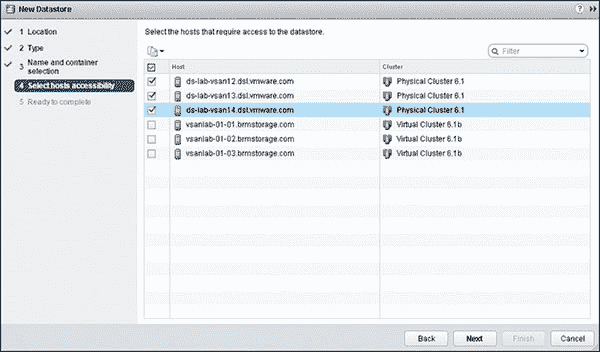 New Datastore
1 Location
2 Type
3 Name and container selection
4 Select hosts accessibility
5 Ready to complete
Select the hosts that require access to the datastore.
Filter
Host Cluster
ds-lab-vsan12.dsl.vmware.com Physical Cluster 6.1
ds-lab-vsan13.dsl.vmware.com Physical Cluster 6.1
ds-lab-vsan14.dsl.vmware.com Physical Cluster 6.1
vsanlab-01-01.brmstorage.com Virtual Cluster 6.1b
vsanlab-01-02.brmstorage.com Virtual Cluster 6.1b
vsanlab-01-03.brmstorage.com Virtual Cluster 6.1b
Back Next Finish Cancel